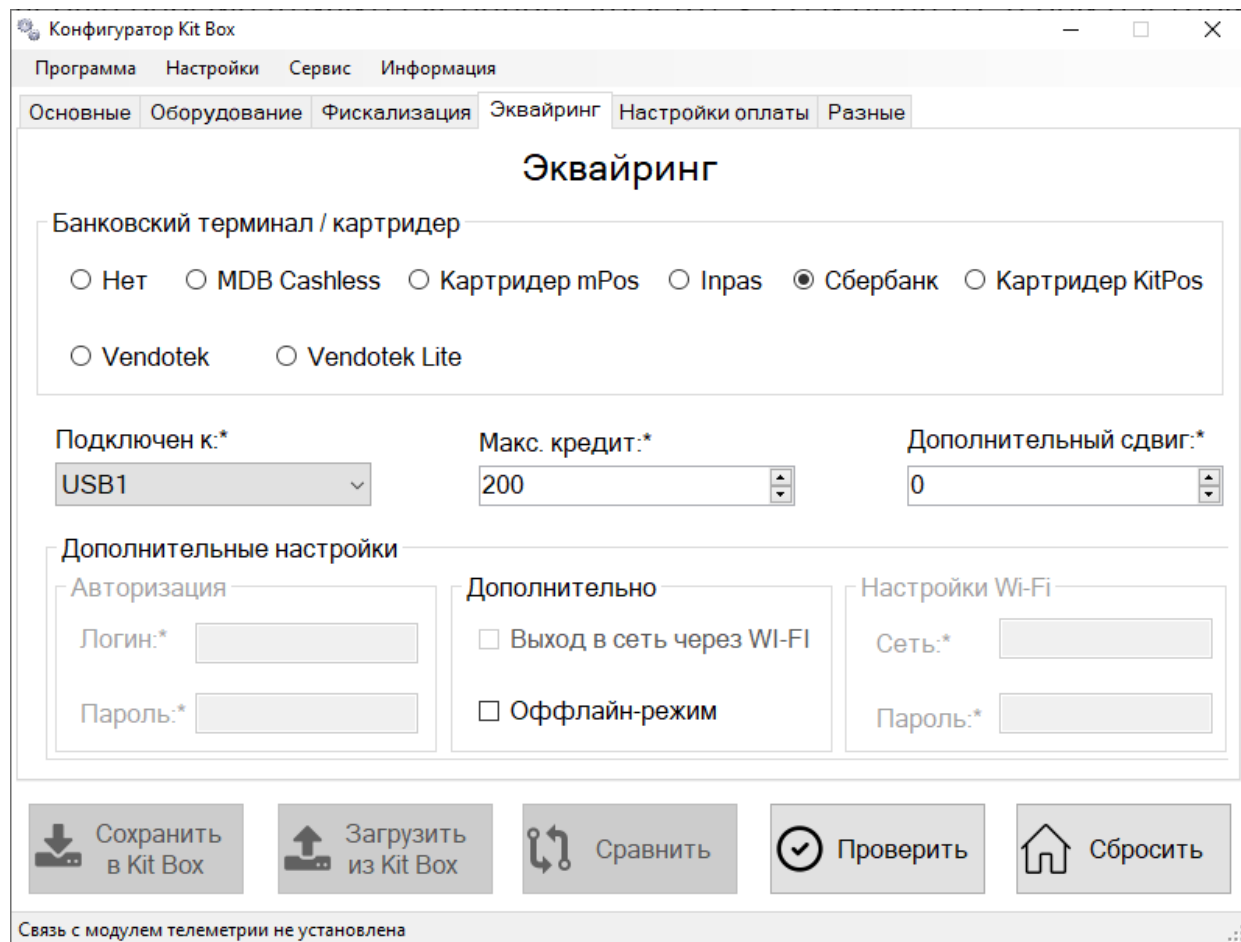 Конфигуратор Kit Box
Программа Настройки Сервис Информация
Основные Оборудование Фискализация Эквайринг Настройки оплаты Разные
Эквайринг
Банковский терминал / картридер
Нет MDB Cashless Картридер mPos Inpas Сбербанк Картридер KitPos
Vendotek Vendotek Lite
Подключен к:* Макс. кредит:* Дополнительный сдвиг:*
USB1 200 0
Дополнительные настройки
Авторизация Дополнительно Настройки Wi-Fi
Логин:* Выход в сеть через WI-FI Сеть:*
Пароль:* Оффлайн-режим Пароль:*
Сохранить в Kit Box Загрузить из Kit Box Сравнить Проверить Сбросить
Связь с модулем телеметрии не установлена